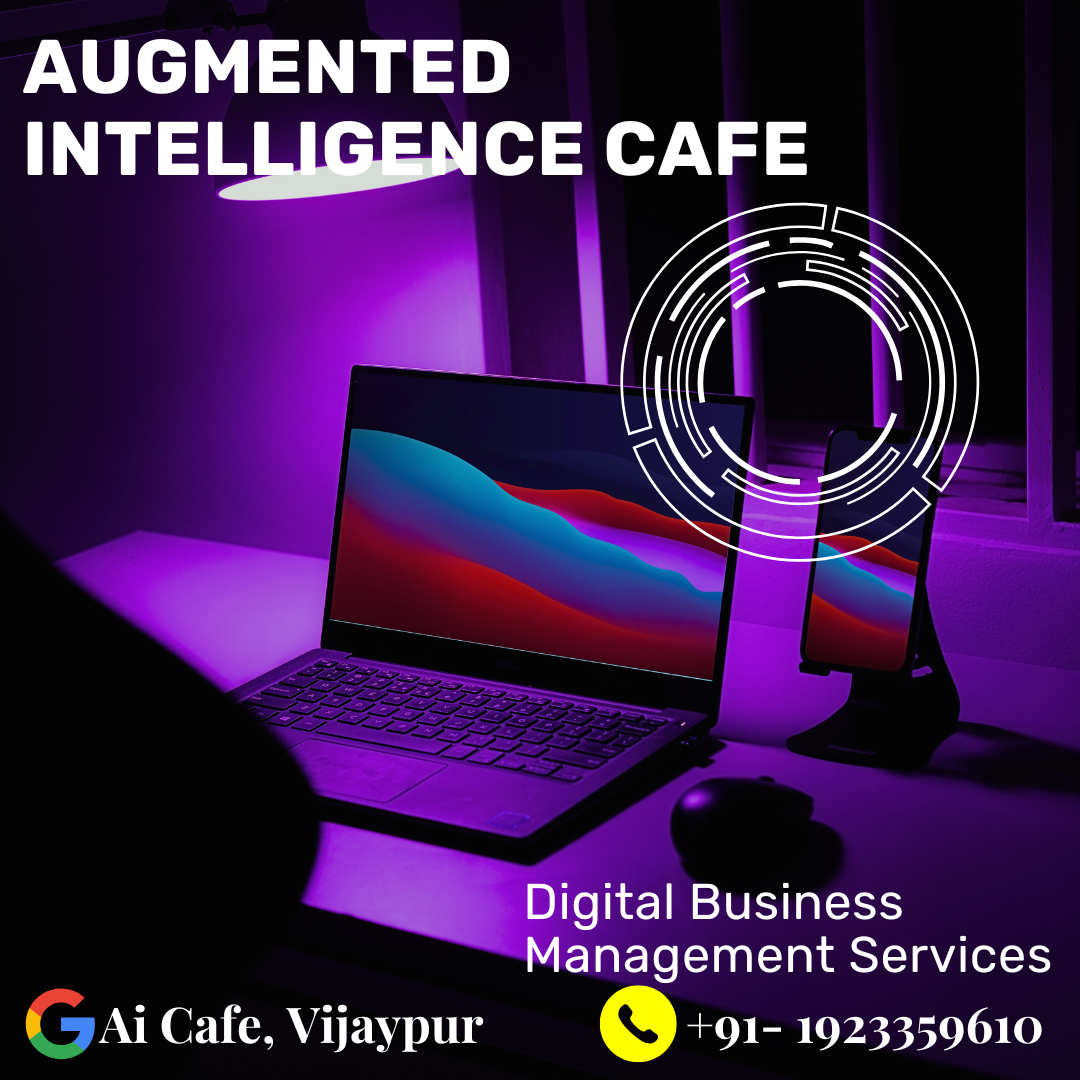 AUGMENTED
INTELLIGENCE CAFE
Digital Business
Management Services
G Ai Cafe, Vijaypur
+91- 1923359610